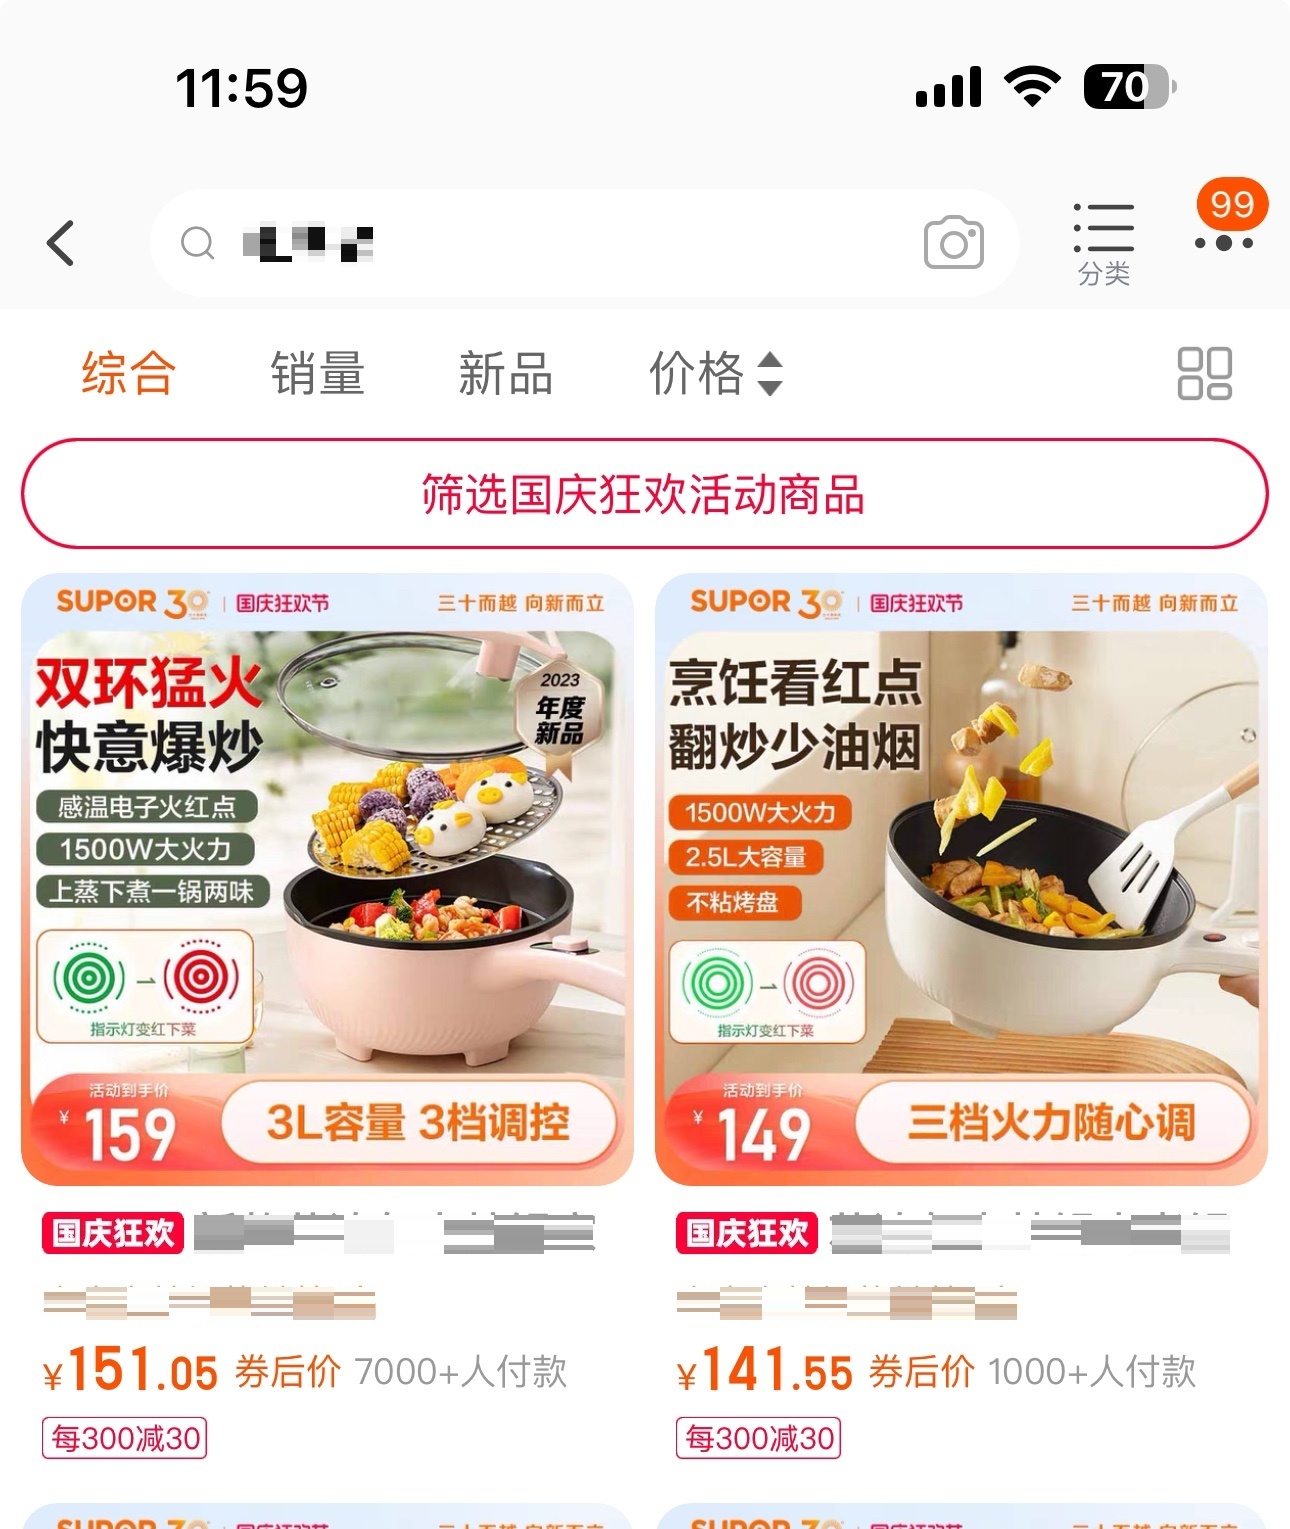 11:59
70
99
分类
综合
销量
新品
价格
筛选国庆狂欢活动商品
SUPOR 30 | 国庆狂欢节
三十而越 向新而立
双环猛火
快意爆炒
2023
年度
新品
感温电子火红点
1500W大火力
上蒸下煮一锅两味
指示灯变红下菜
活动到手价
¥159
3L容量 3档调控
国庆狂欢
¥151.05 券后价 7000+人付款
每300减30
SUPOR 30 | 国庆狂欢节
三十而越 向新而立
烹饪看红点
翻炒少油烟
1500W大火力
2.5L大容量
不粘烤盘
指示灯变红下菜
活动到手价
¥149
三档火力随心调
国庆狂欢
¥141.55 券后价 1000+人付款
每300减30